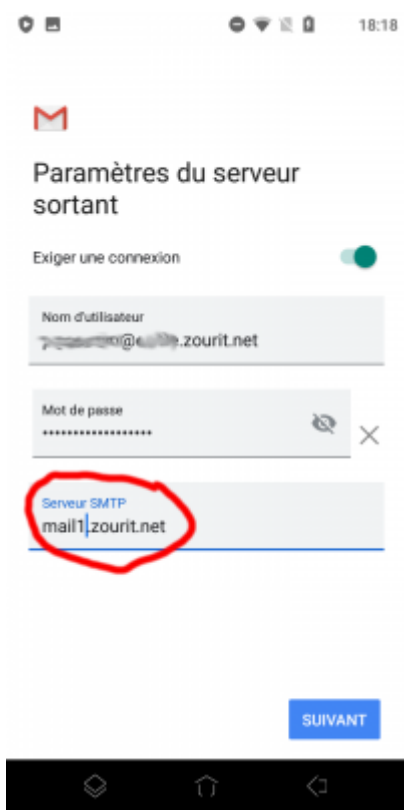 18:18
Paramètres du serveur
sortant
Exiger une connexion
Nom d'utilisateur
.zourit.net
Mot de passe
••••••••••••••••••
Serveur SMTP
mail1.zourit.net
SUIVANT